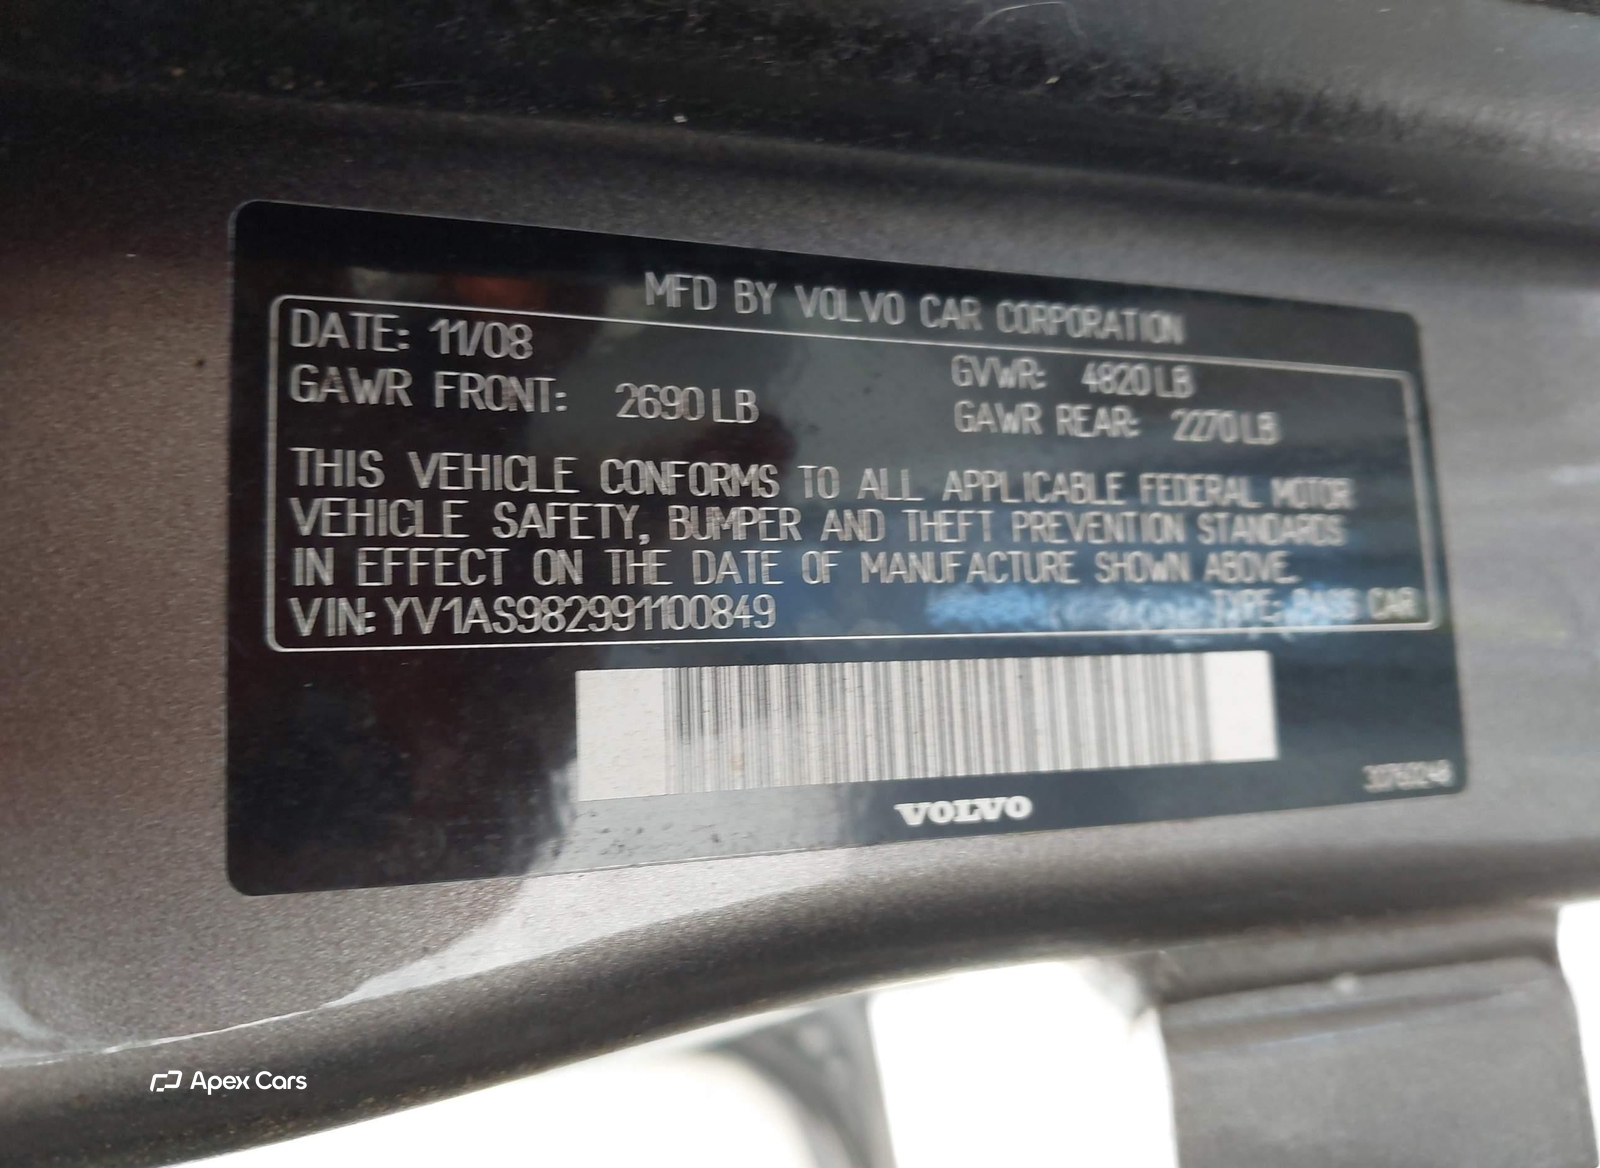 MFD BY VOLVO CAR CORPORATION
DATE: 11/08
GVWR: 4820 LB
GAWR FRONT: 2690 LB
GAWR REAR: 2270 LB
THIS VEHICLE CONFORMS TO ALL APPLICABLE FEDERAL MOTOR
VEHICLE SAFETY, BUMPER AND THEFT PREVENTION STANDARDS
IN EFFECT ON THE DATE OF MANUFACTURE SHOWN ABOVE.
VIN: YV1AS982991100849
TYPE: PASS CAR
VOLVO
Apex Cars